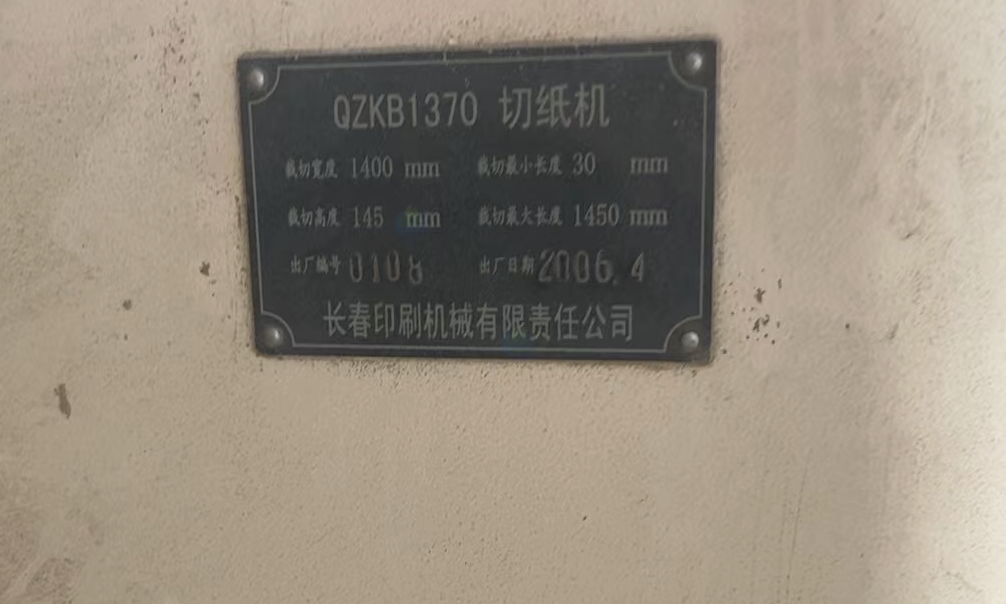 QZKB1370 切纸机
裁切宽度 1400 mm 裁切最小长度 30 mm
裁切高度 145 mm 裁切最大长度 1450 mm
出厂编号 0108 出厂日期 2006.4
长春印刷机械有限责任公司